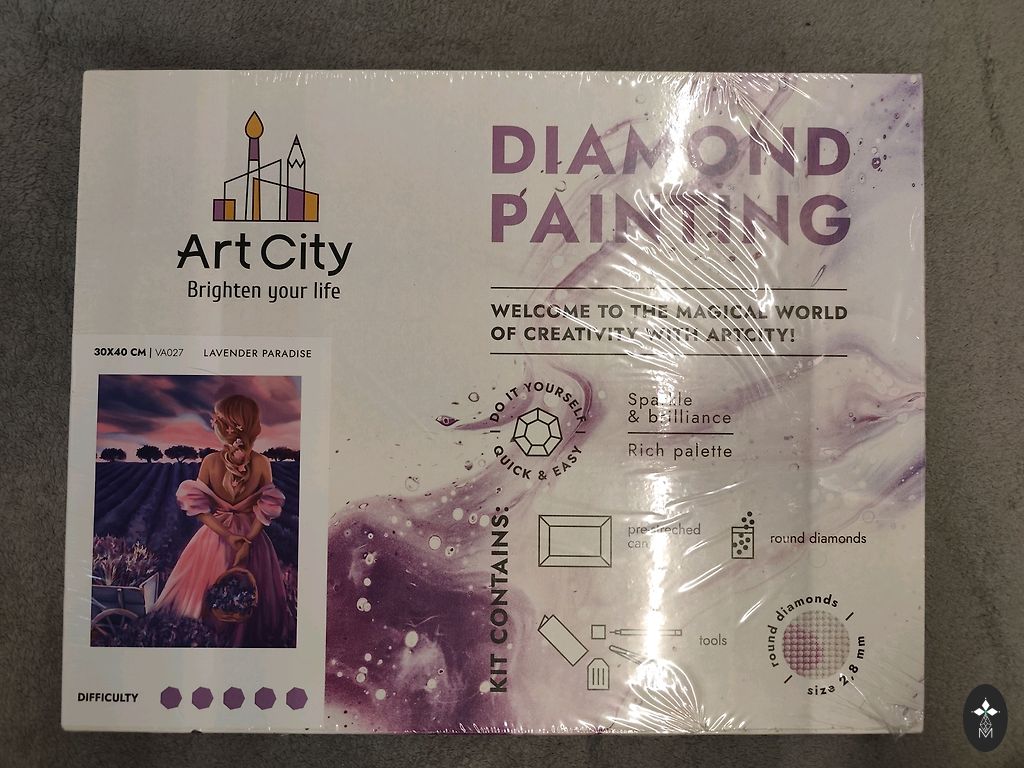 Art City
Brighten your life
30X40 CM | VA027 LAVENDER PARADISE
DIFFICULTY
DIAMOND
PAINTING
WELCOME TO THE MAGICAL WORLD
OF CREATIVITY WITH ARTCITY!
DO IT YOURSELF
QUICK & EASY
Sparkle
& brilliance
Rich palette
KIT CONTAINS:
round diamonds
tools
round diamonds
size 2,8 mm
M